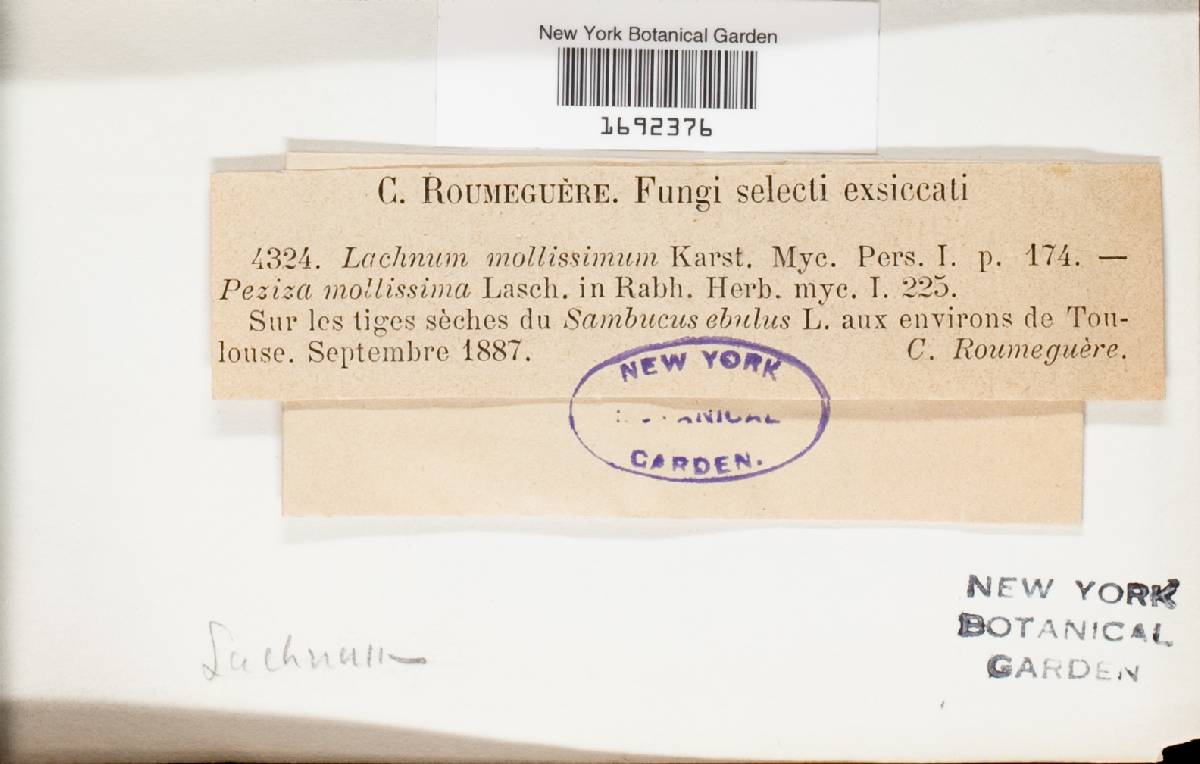 New York Botanical Garden
1692376
C. ROUMEGUÈRE. Fungi selecti exsiccati
4324. Lachnum mollissimum Karst. Myc. Pers. I. p. 174. —
Peziza mollissima Lasch. in Rabh. Herb. myc. I. 225.
Sur les tiges sèches du Sambucus ebulus L. aux environs de Tou-
louse. Septembre 1887. C. Roumeguère.
NEW YORK
BOTANICAL
GARDEN.
NEW YORK
BOTANICAL
GARDEN
Lachnum